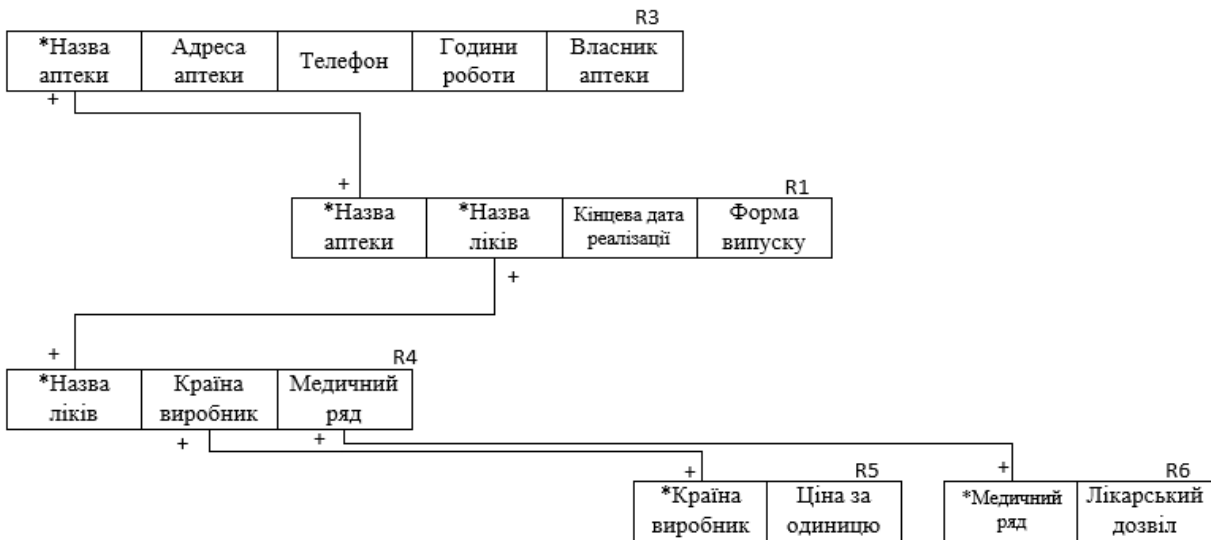 R3
*Назва аптеки
Адреса аптеки
Телефон
Години роботи
Власник аптеки
+
+
R1
*Назва аптеки
*Назва ліків
Кінцева дата реалізації
Форма випуску
+
+
R4
*Назва ліків
Країна виробник
Медичний ряд
+
+
+
R5
*Країна виробник
Ціна за одиницю
+
R6
*Медичний ряд
Лікарський дозвіл